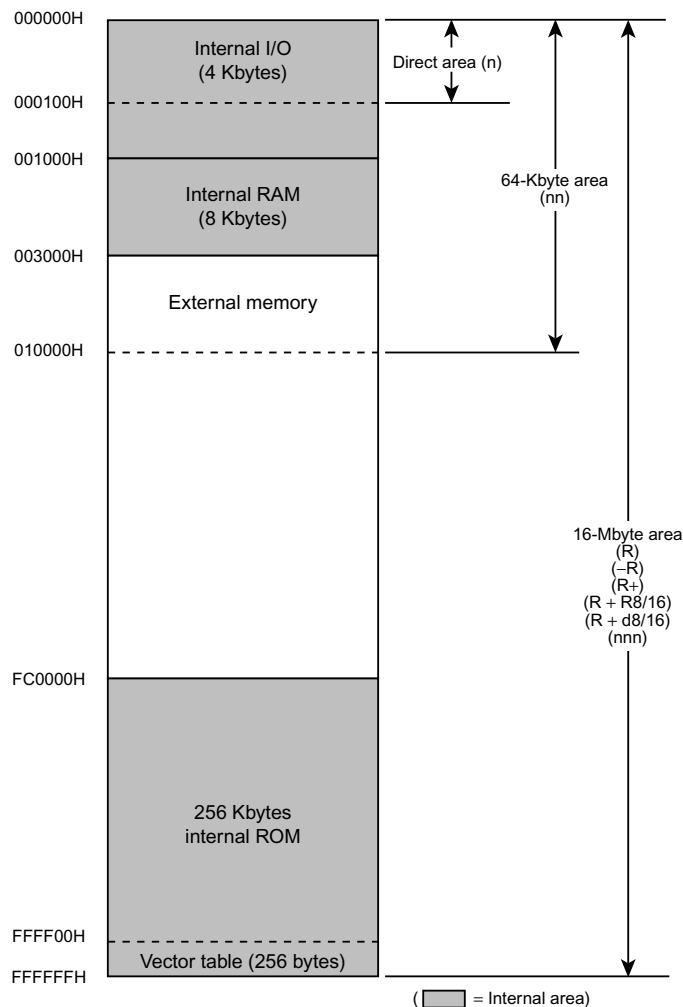 000000H
Internal I/O
(4 Kbytes)
Direct area (n)
000100H
001000H
64-Kbyte area
(nn)
Internal RAM
(8 Kbytes)
003000H
External memory
010000H
16-Mbyte area
(R)
(−R)
(R+)
(R + R8/16)
(R + d8/16)
(nnn)
FC0000H
256 Kbytes
internal ROM
FFFF00H
Vector table (256 bytes)
FFFFFFH
( = Internal area)